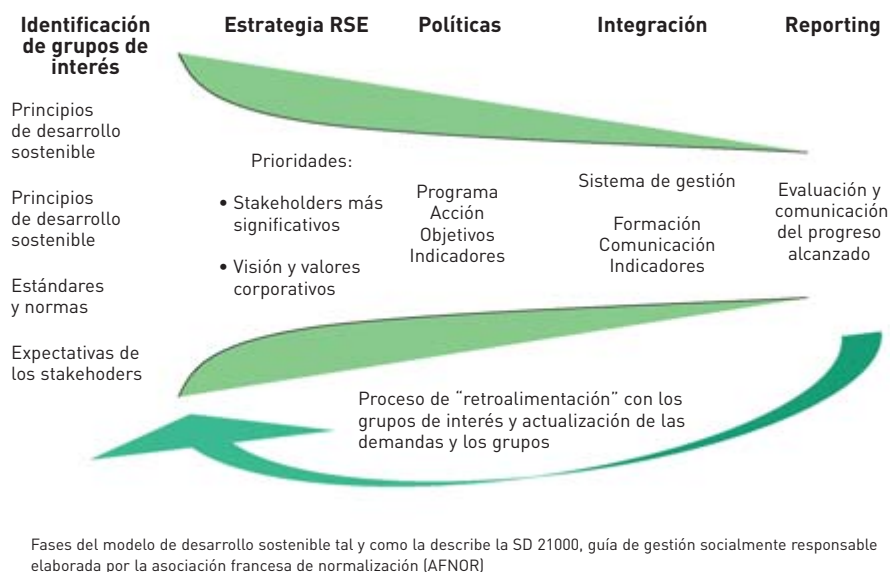 Identificación
de grupos de
interés
Estrategia RSE
Políticas
Integración
Reporting
Principios
de desarrollo
sostenible
Principios
de desarrollo
sostenible
Estándares
y normas
Expectativas de
los stakehoders
Prioridades:
• Stakeholders más
significativos
• Visión y valores
corporativos
Programa
Acción
Objetivos
Indicadores
Sistema de gestión
Formación
Comunicación
Indicadores
Evaluación y
comunicación
del progreso
alcanzado
Proceso de “retroalimentación” con los
grupos de interés y actualización de las
demandas y los grupos
Fases del modelo de desarrollo sostenible tal y como la describe la SD 21000, guía de gestión socialmente responsable
elaborada por la asociación francesa de normalización (AFNOR)